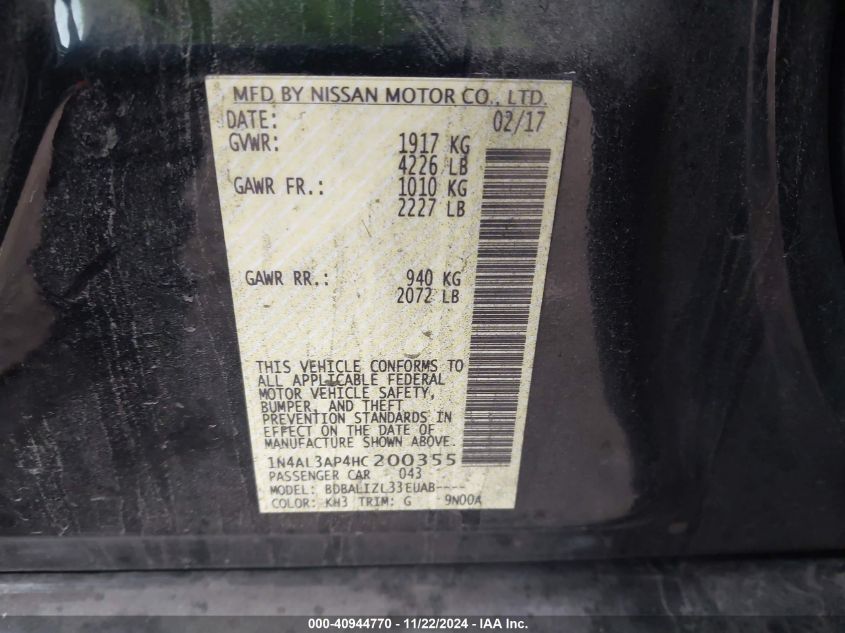 MFD BY NISSAN MOTOR CO., LTD.
DATE: 02/17
GVWR: 1917 KG
4226 LB
GAWR FR.: 1010 KG
2227 LB
GAWR RR.: 940 KG
2072 LB
THIS VEHICLE CONFORMS TO
ALL APPLICABLE FEDERAL
MOTOR VEHICLE SAFETY,
BUMPER, AND THEFT
PREVENTION STANDARDS IN
EFFECT ON THE DATE OF
MANUFACTURE SHOWN ABOVE.
1N4AL3AP4HC200355
PASSENGER CAR 043
MODEL: BDBALIZL33EUAB----
COLOR: KH3 TRIM: G 9N00A
000-40944770 - 11/22/2024 - IAA Inc.